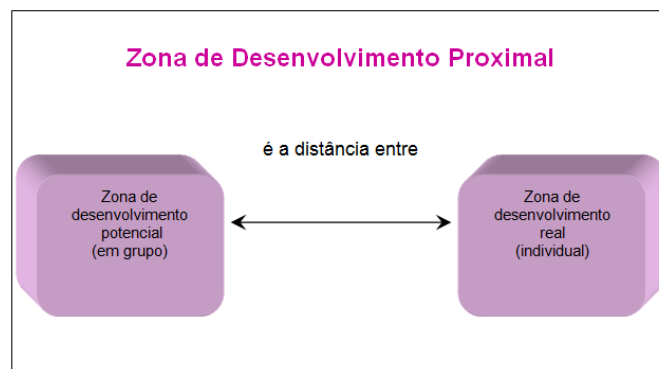 Zona de Desenvolvimento Proximal
é a distância entre
Zona de
desenvolvimento
potencial
(em grupo)
Zona de
desenvolvimento
real
(individual)